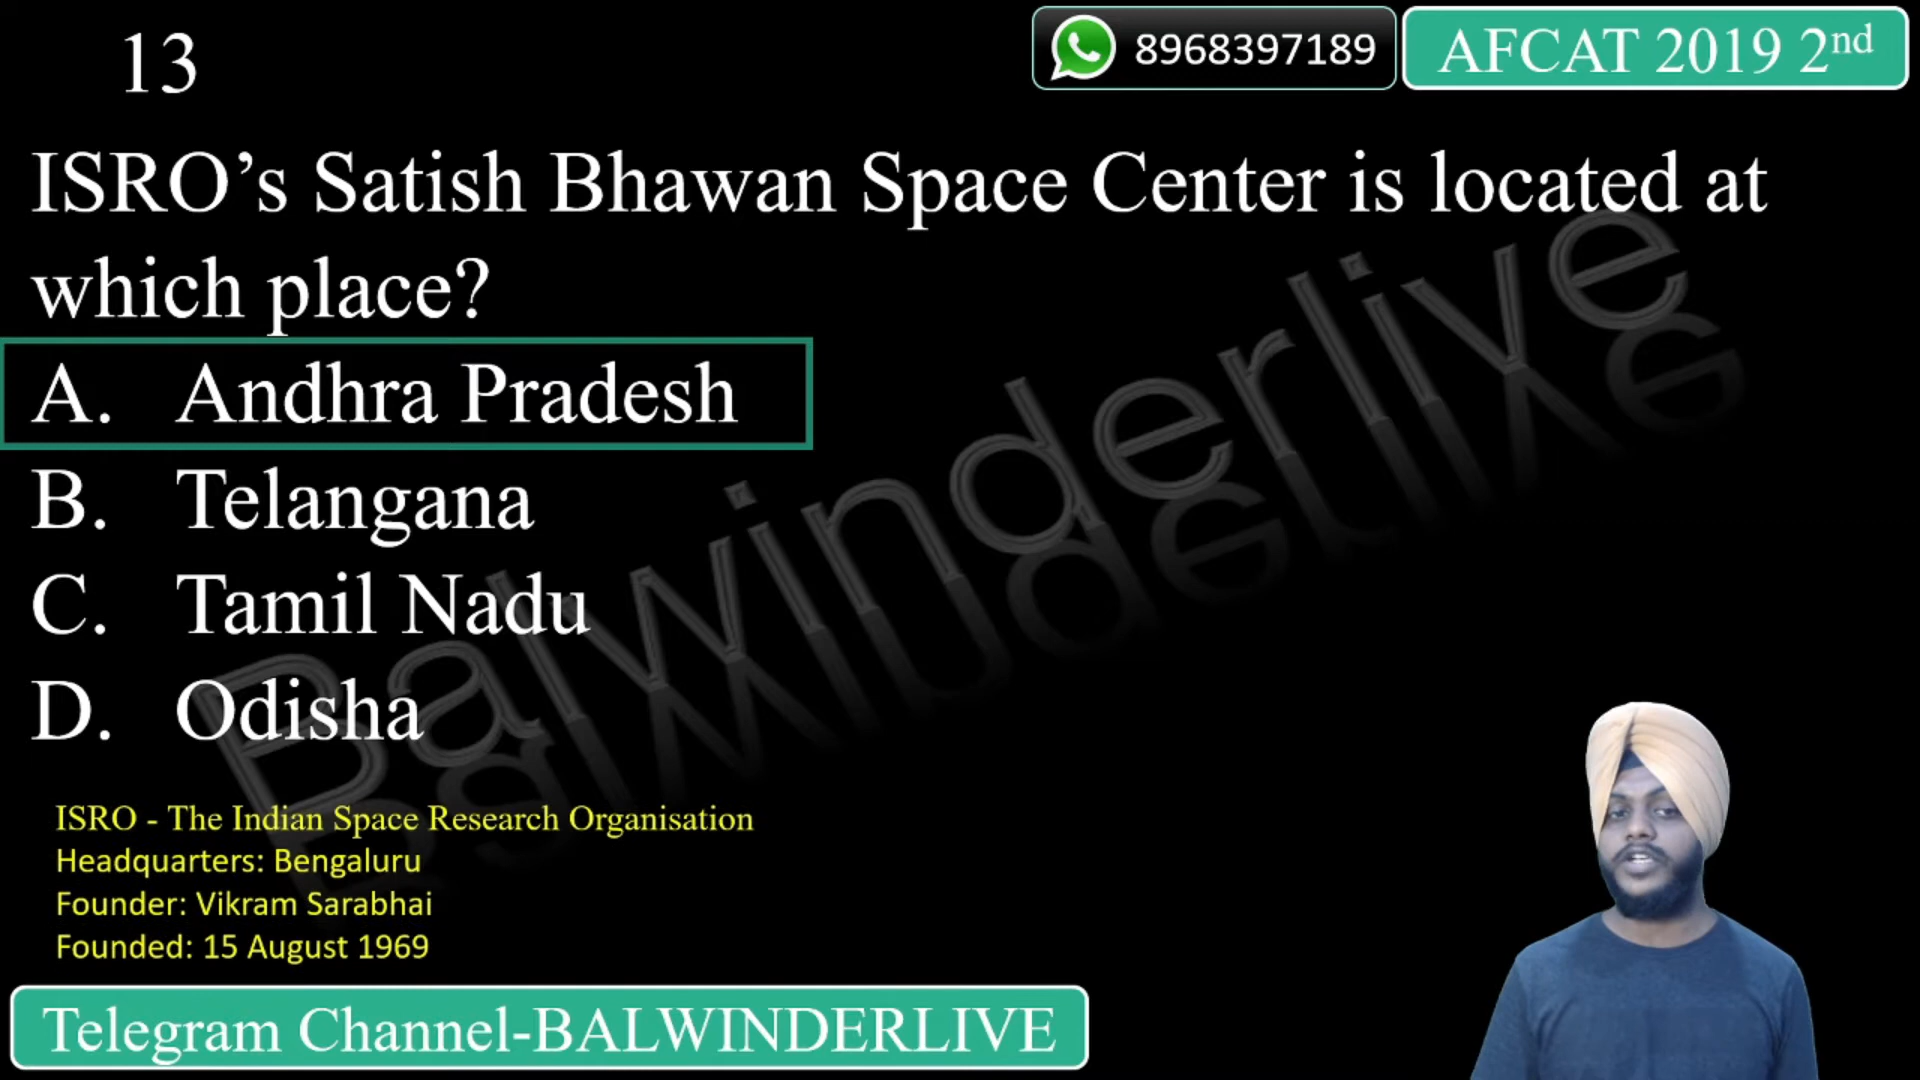 13
8968397189
AFCAT 2019 2nd
ISRO’s Satish Bhawan Space Center is located at
which place?
A. Andhra Pradesh
B. Telangana
C. Tamil Nadu
D. Odisha
Balwinderlive
ISRO - The Indian Space Research Organisation
Headquarters: Bengaluru
Founder: Vikram Sarabhai
Founded: 15 August 1969
Telegram Channel-BALWINDERLIVE